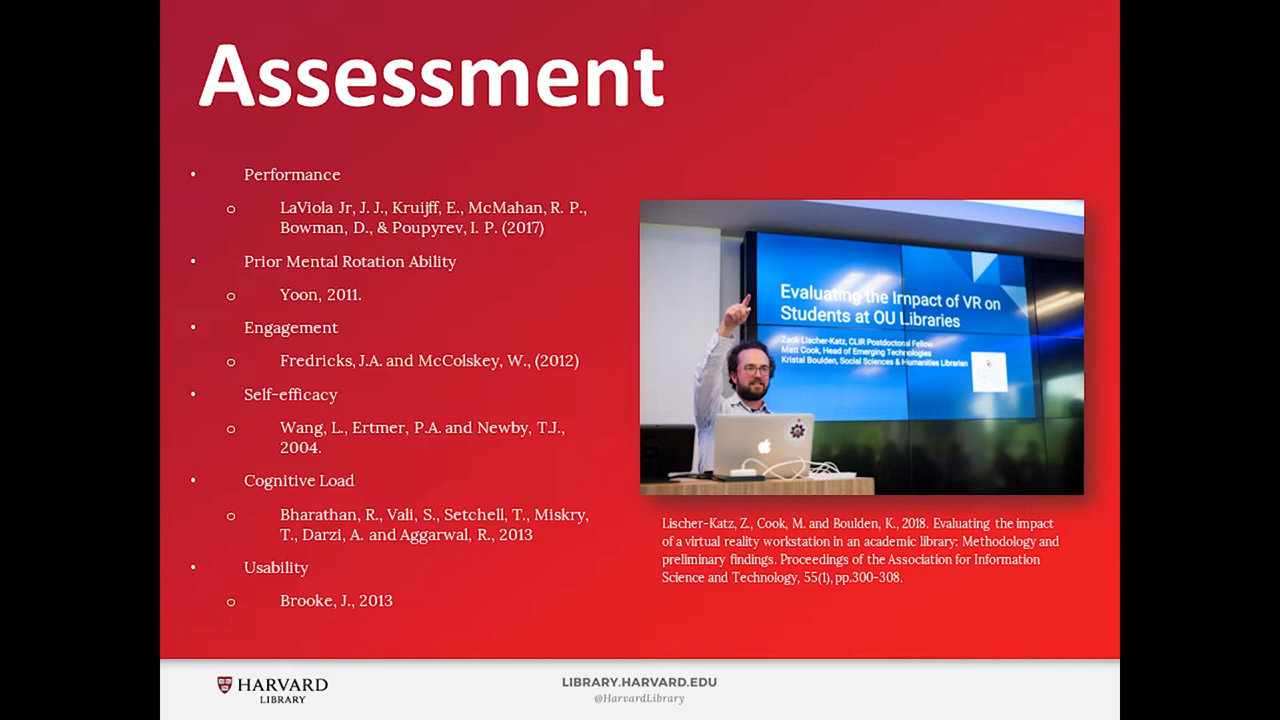 Assessment
• Performance
o LaViola Jr, J. J., Kruijff, E., McMahan, R. P.,
Bowman, D., & Poupyrev, I. P. (2017)
• Prior Mental Rotation Ability
o Yoon, 2011.
• Engagement
o Fredricks, J.A. and McColskey, W., (2012)
• Self-efficacy
o Wang, L., Ertmer, P.A. and Newby, T.J.,
2004.
• Cognitive Load
o Bharathan, R., Vali, S., Setchell, T., Miskry,
T., Darzi, A. and Aggarwal, R., 2013
• Usability
o Brooke, J., 2013
Evaluating the Impact of VR on
Students at OU Libraries
Zack Lischer-Katz, CLIR Postdoctoral Fellow
Matt Cook, Head of Emerging Technologies
Kristal Boulden, Social Sciences & Humanities Librarian
Lischer-Katz, Z., Cook, M. and Boulden, K., 2018. Evaluating the impact
of a virtual reality workstation in an academic library: Methodology and
preliminary findings. Proceedings of the Association for Information
Science and Technology, 55(1), pp.300-308.
HARVARD
LIBRARY
LIBRARY.HARVARD.EDU
@HarvardLibrary